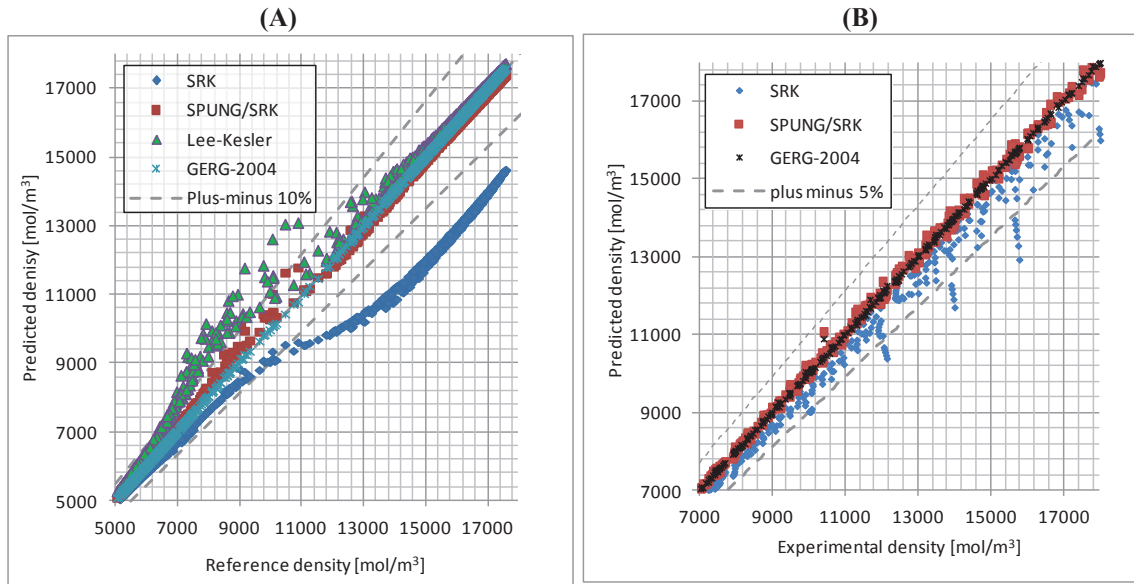 (A)
Predicted density [mol/m³]
17000
15000
13000
11000
9000
7000
5000
SRK
SPUNG/SRK
Lee-Kesler
GERG-2004
Plus-minus 10%
5000 7000 9000 11000 13000 15000 17000
Reference density [mol/m³]
(B)
Predicted density [mol/m³]
17000
15000
13000
11000
9000
7000
SRK
SPUNG/SRK
GERG-2004
plus minus 5%
7000 9000 11000 13000 15000 17000
Experimental density [mol/m³]